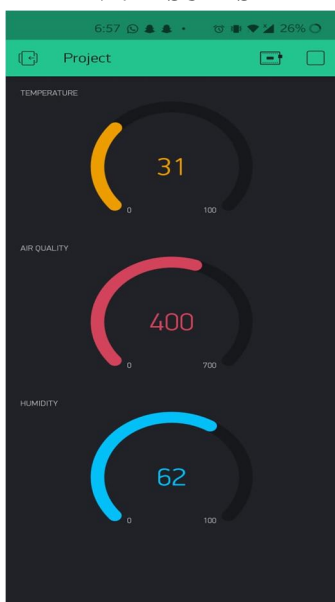 6:57 26%
Project
TEMPERATURE
31
0 100
AIR QUALITY
400
0 700
HUMIDITY
62
0 100